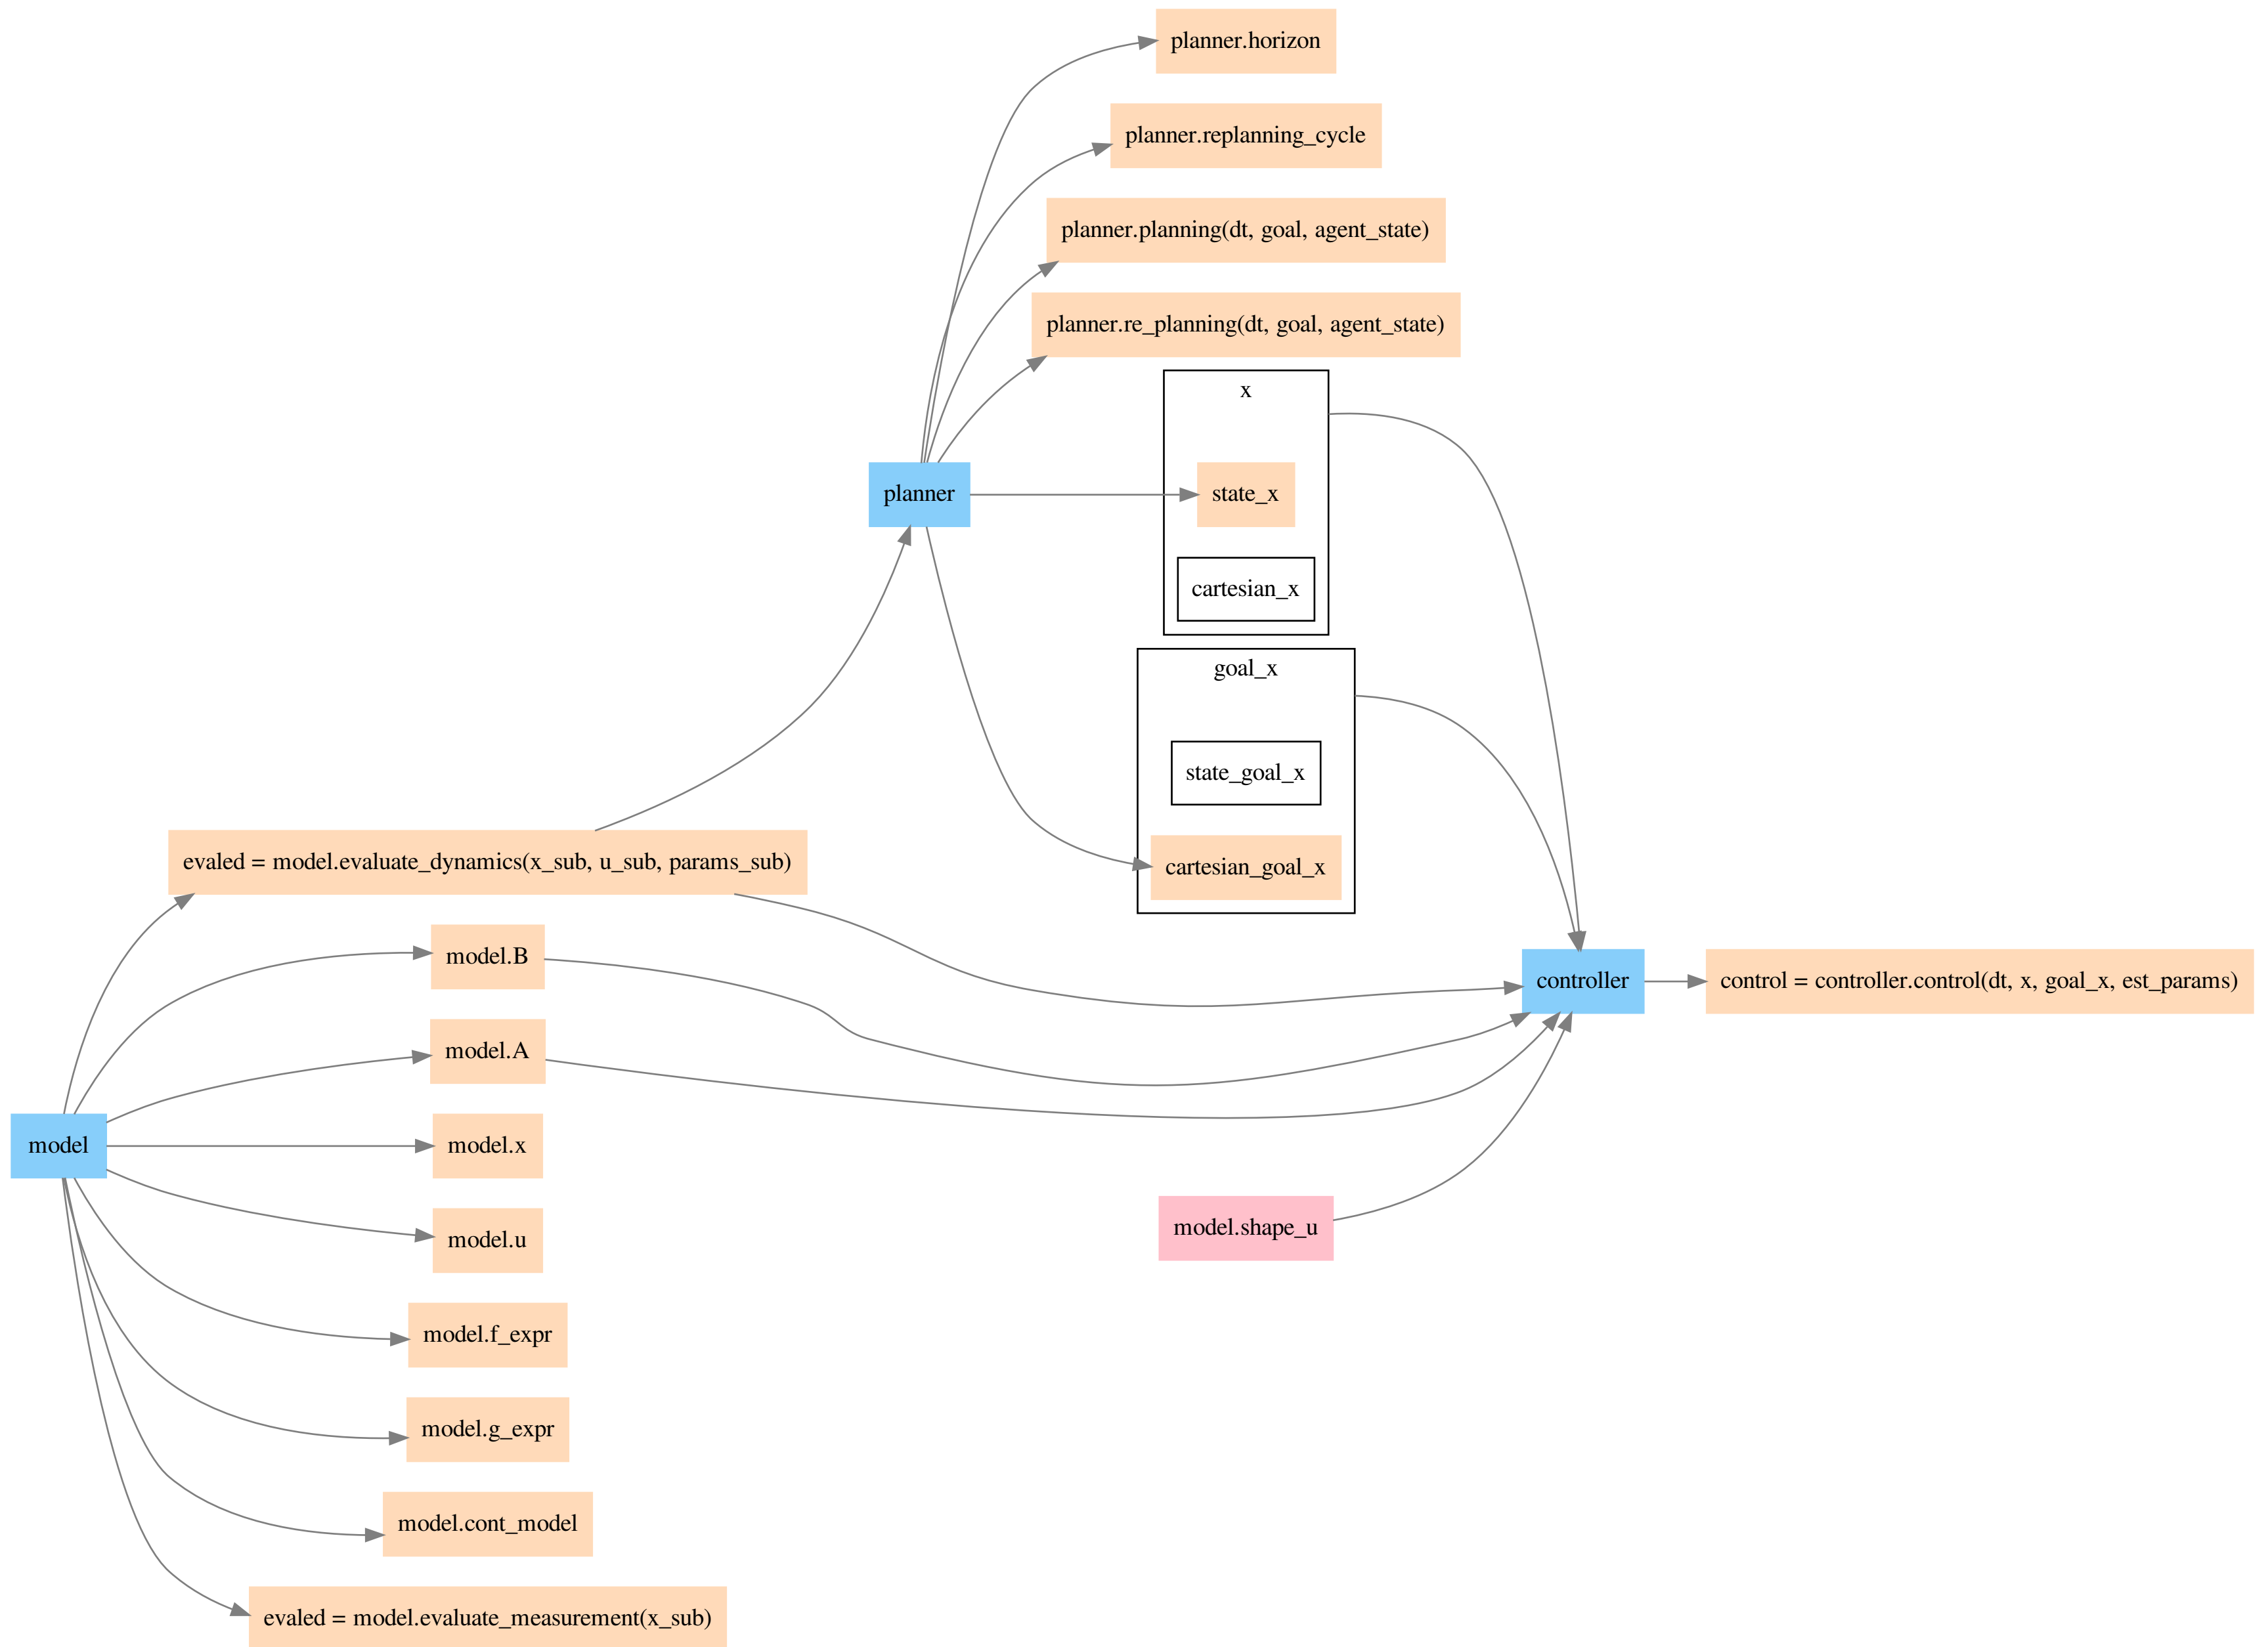 planner.horizon
planner.replanning_cycle
planner.planning(dt, goal, agent_state)
planner.re_planning(dt, goal, agent_state)
x
planner
state_x
cartesian_x
goal_x
state_goal_x
evaled = model.evaluate_dynamics(x_sub, u_sub, params_sub)
cartesian_goal_x
model.B
controller
control = controller.control(dt, x, goal_x, est_params)
model.A
model
model.x
model.shape_u
model.u
model.f_expr
model.g_expr
model.cont_model
evaled = model.evaluate_measurement(x_sub)